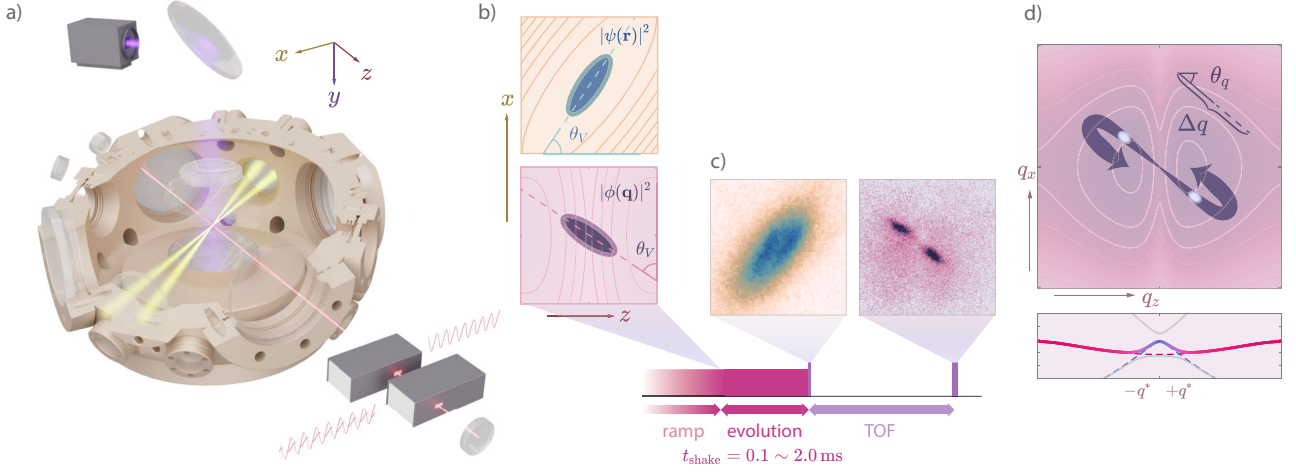 a)
x
z
y
b)
|ψ(r)|²
θ_V
x
|ϕ(q)|²
θ_V
z
c)
ramp
evolution
TOF
t_shake = 0.1 ∼ 2.0 ms
d)
θ_q
Δq
q_x
q_z
−q* +q*